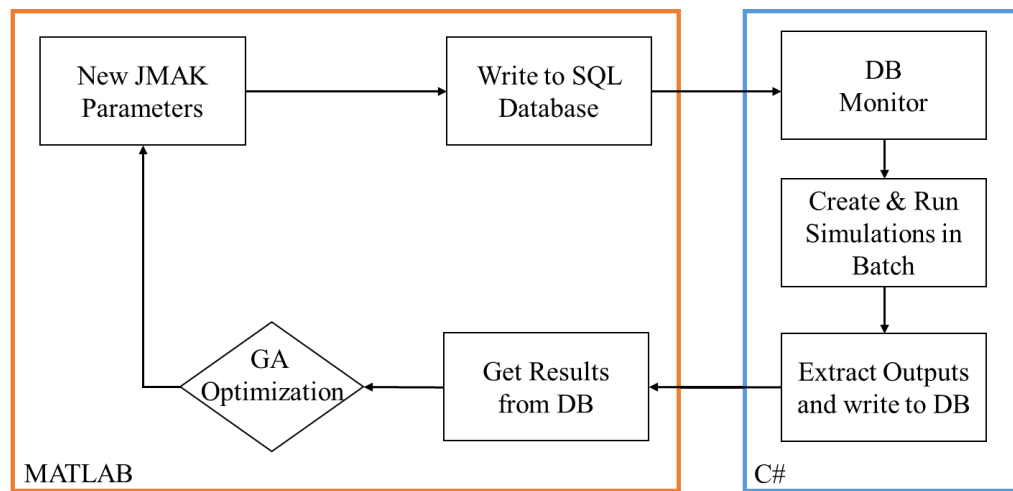 New JMAK
Parameters
Write to SQL
Database
DB
Monitor
Create & Run
Simulations in
Batch
GA
Optimization
Get Results
from DB
Extract Outputs
and write to DB
MATLAB
C#